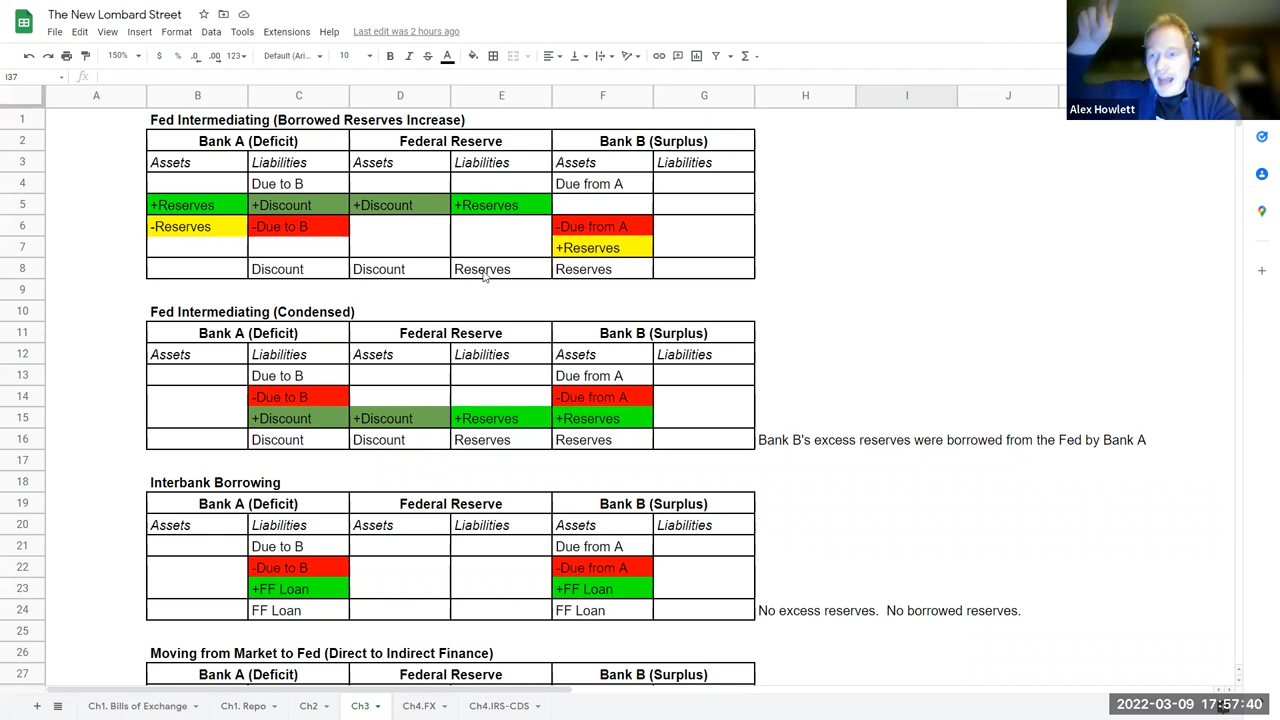 The New Lombard Street
File Edit View Insert Format Data Tools Extensions Help Last edit was 2 hours ago
150% $ % .0 .00 123 Default (Ari... 10 B I S A
I37 fx
A B C D E F G H I J
Alex Howlett
1 Fed Intermediating (Borrowed Reserves Increase)
2 Bank A (Deficit) Federal Reserve Bank B (Surplus)
3 Assets Liabilities Assets Liabilities Assets Liabilities
4 Due to B Due from A
5 +Reserves +Discount +Discount +Reserves
6 -Reserves -Due to B -Due from A
7 +Reserves
8 Discount Discount Reserves Reserves
9
10 Fed Intermediating (Condensed)
11 Bank A (Deficit) Federal Reserve Bank B (Surplus)
12 Assets Liabilities Assets Liabilities Assets Liabilities
13 Due to B Due from A
14 -Due to B -Due from A
15 +Discount +Discount +Reserves +Reserves
16 Discount Discount Reserves Reserves Bank B's excess reserves were borrowed from the Fed by Bank A
17
18 Interbank Borrowing
19 Bank A (Deficit) Federal Reserve Bank B (Surplus)
20 Assets Liabilities Assets Liabilities Assets Liabilities
21 Due to B Due from A
22 -Due to B -Due from A
23 +FF Loan +FF Loan
24 FF Loan FF Loan No excess reserves. No borrowed reserves.
25
26 Moving from Market to Fed (Direct to Indirect Finance)
27 Bank A (Deficit) Federal Reserve Bank B (Surplus)
Ch1. Bills of Exchange Ch1. Repo Ch2 Ch3 Ch4.FX Ch4.IRS-CDS
2022-03-09 17:57:40